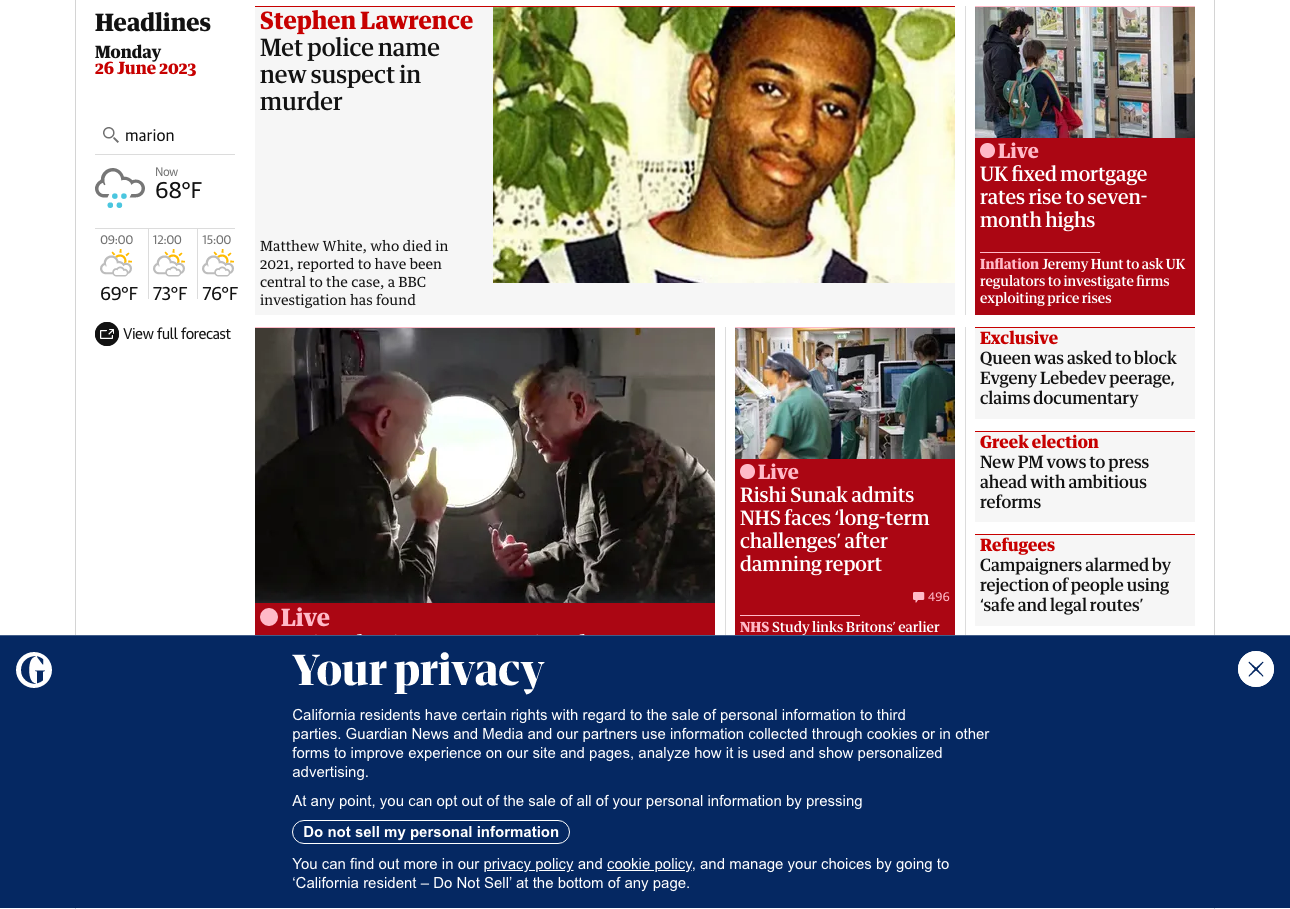 Headlines
Monday
26 June 2023
marion
Now
68°F
09:00
69°F
12:00
73°F
15:00
76°F
View full forecast
Stephen Lawrence
Met police name
new suspect in
murder
Matthew White, who died in
2021, reported to have been
central to the case, a BBC
investigation has found
Live
UK fixed mortgage
rates rise to seven-
month highs
Inflation Jeremy Hunt to ask UK
regulators to investigate firms
exploiting price rises
Live
Live
Rishi Sunak admits
NHS faces ‘long-term
challenges’ after
damning report
496
NHS Study links Britons’ earlier
Exclusive
Queen was asked to block
Evgeny Lebedev peerage,
claims documentary
Greek election
New PM vows to press
ahead with ambitious
reforms
Refugees
Campaigners alarmed by
rejection of people using
‘safe and legal routes’
G
Your privacy
California residents have certain rights with regard to the sale of personal information to third
parties. Guardian News and Media and our partners use information collected through cookies or in other
forms to improve experience on our site and pages, analyze how it is used and show personalized
advertising.
At any point, you can opt out of the sale of all of your personal information by pressing
Do not sell my personal information
You can find out more in our privacy policy and cookie policy, and manage your choices by going to
‘California resident – Do Not Sell’ at the bottom of any page.